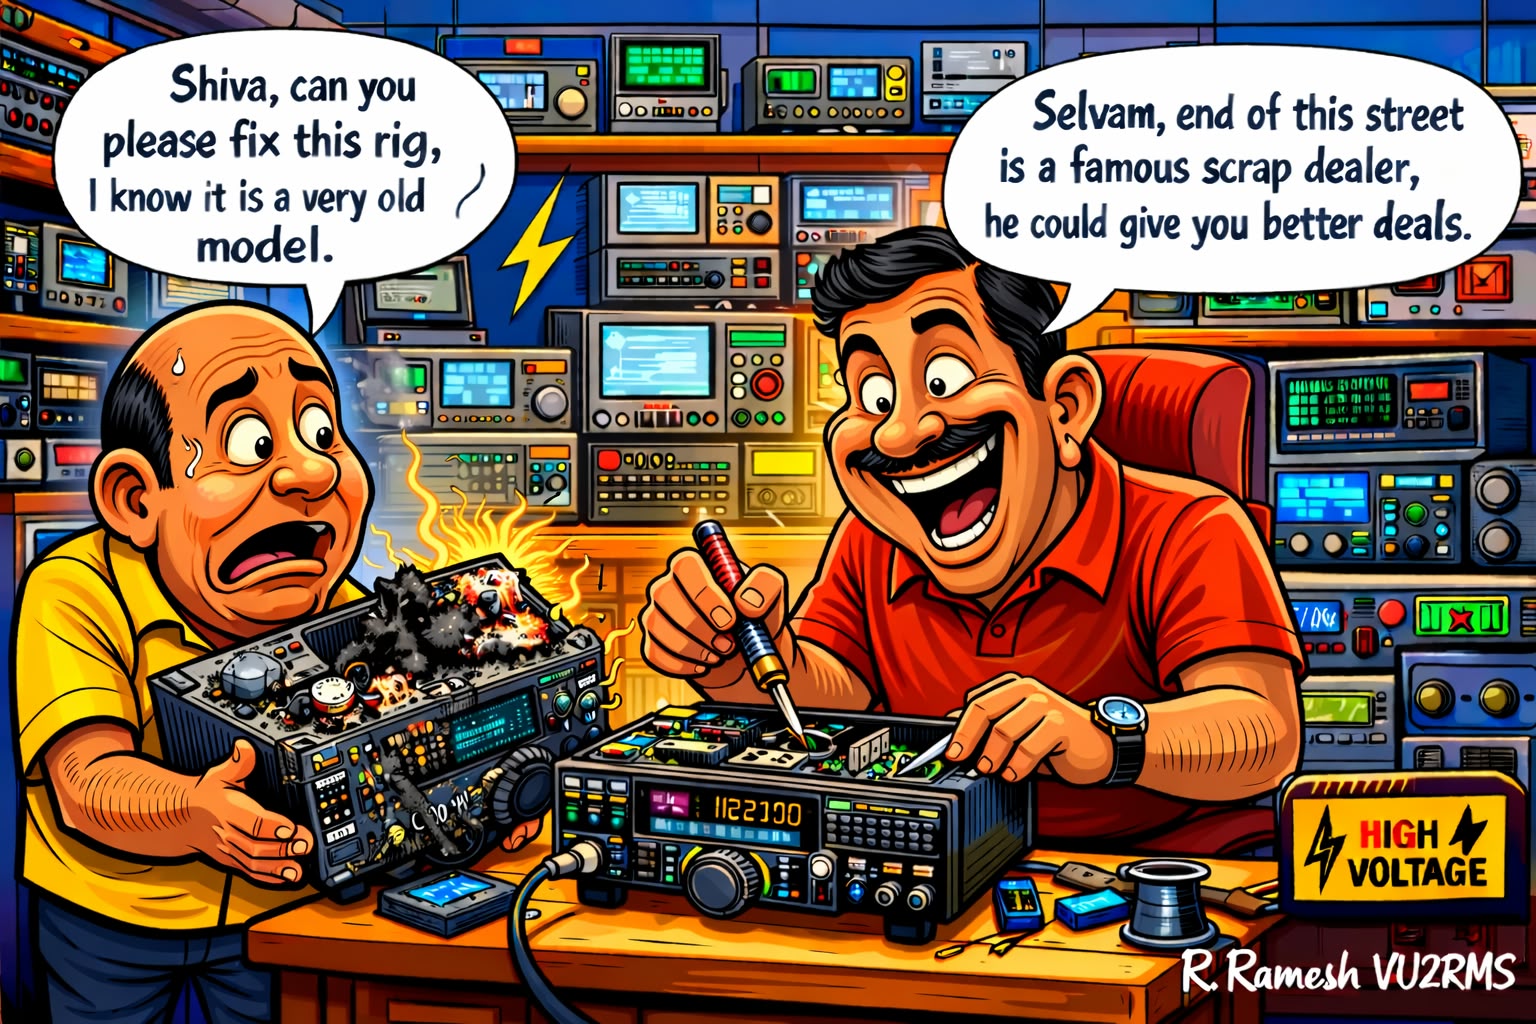 Shiva, can you
please fix this rig,
I know it is a very old
model.
Selvam, end of this street
is a famous scrap dealer,
he could give you better deals.
1122300
HIGH
VOLTAGE
R. Ramesh VU2RMS